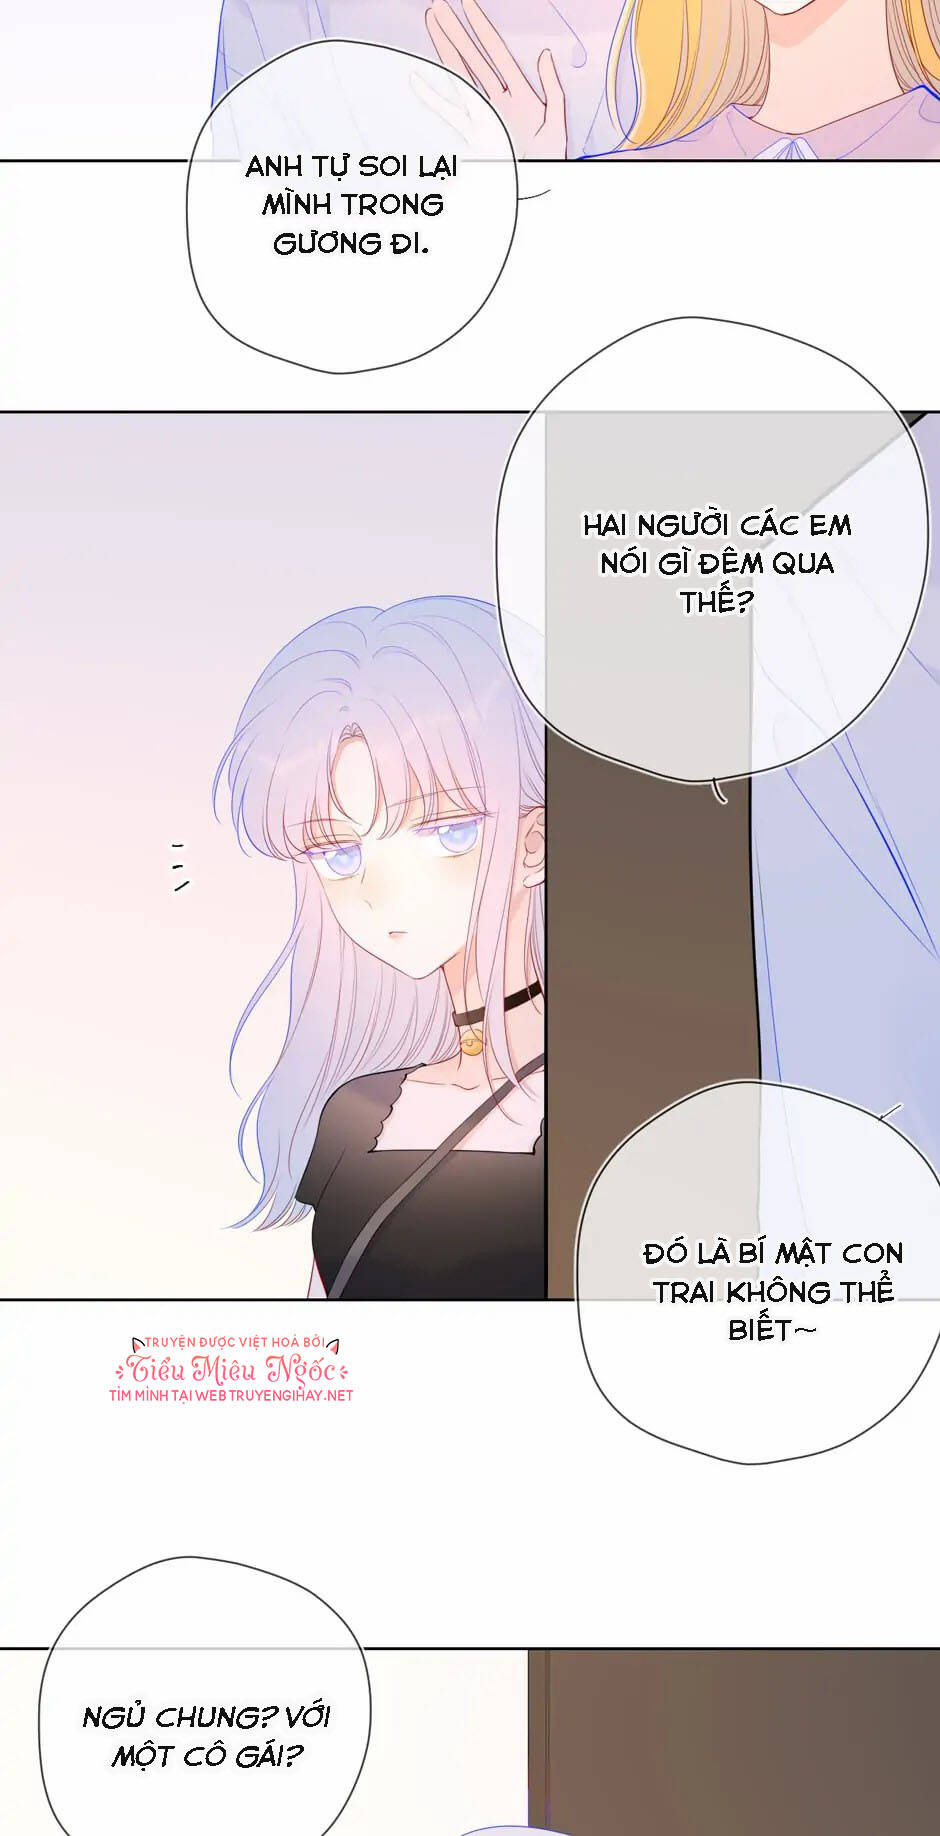 ANH TỰ SOI LẠI
MÌNH TRONG
GƯƠNG ĐI.
HAI NGƯỜI CÁC EM
NÓI GÌ ĐÊM QUA
THẾ?
ĐÓ LÀ BÍ MẬT CON
TRAI KHÔNG THỂ
BIẾT~
TRUYỆN ĐƯỢC VIỆT HOÁ BỞI
Tiểu Miêu Ngốc
TÌM MÌNH TẠI WEBTRUYENGIHAY.NET
NGỦ CHUNG? VỚI
MỘT CÔ GÁI?